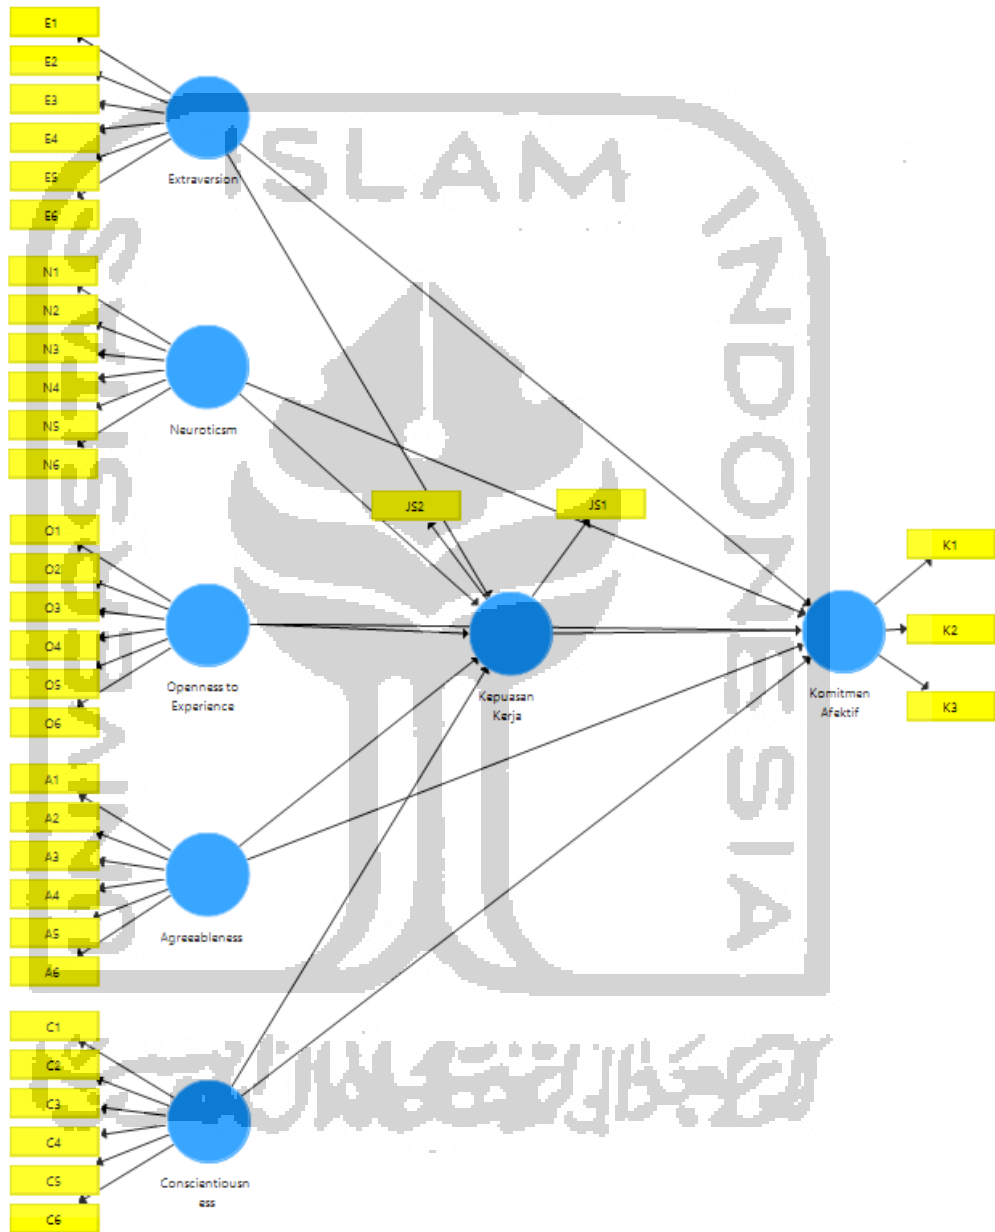 E1
E2
E3
E4
E5
E6
Extraversion
ISLAM
INDONESIA
N1
N2
N3
N4
N5
N6
Neuroticsm
JS2
JS1
O1
O2
O3
O4
O5
O6
Openness to
Experience
Kepuasan
Kerja
Komitmen
Afektif
K1
K2
K3
A1
A2
A3
A4
A5
A6
Agreeableness
C1
C2
C3
C4
C5
C6
Conscientiousn
ess